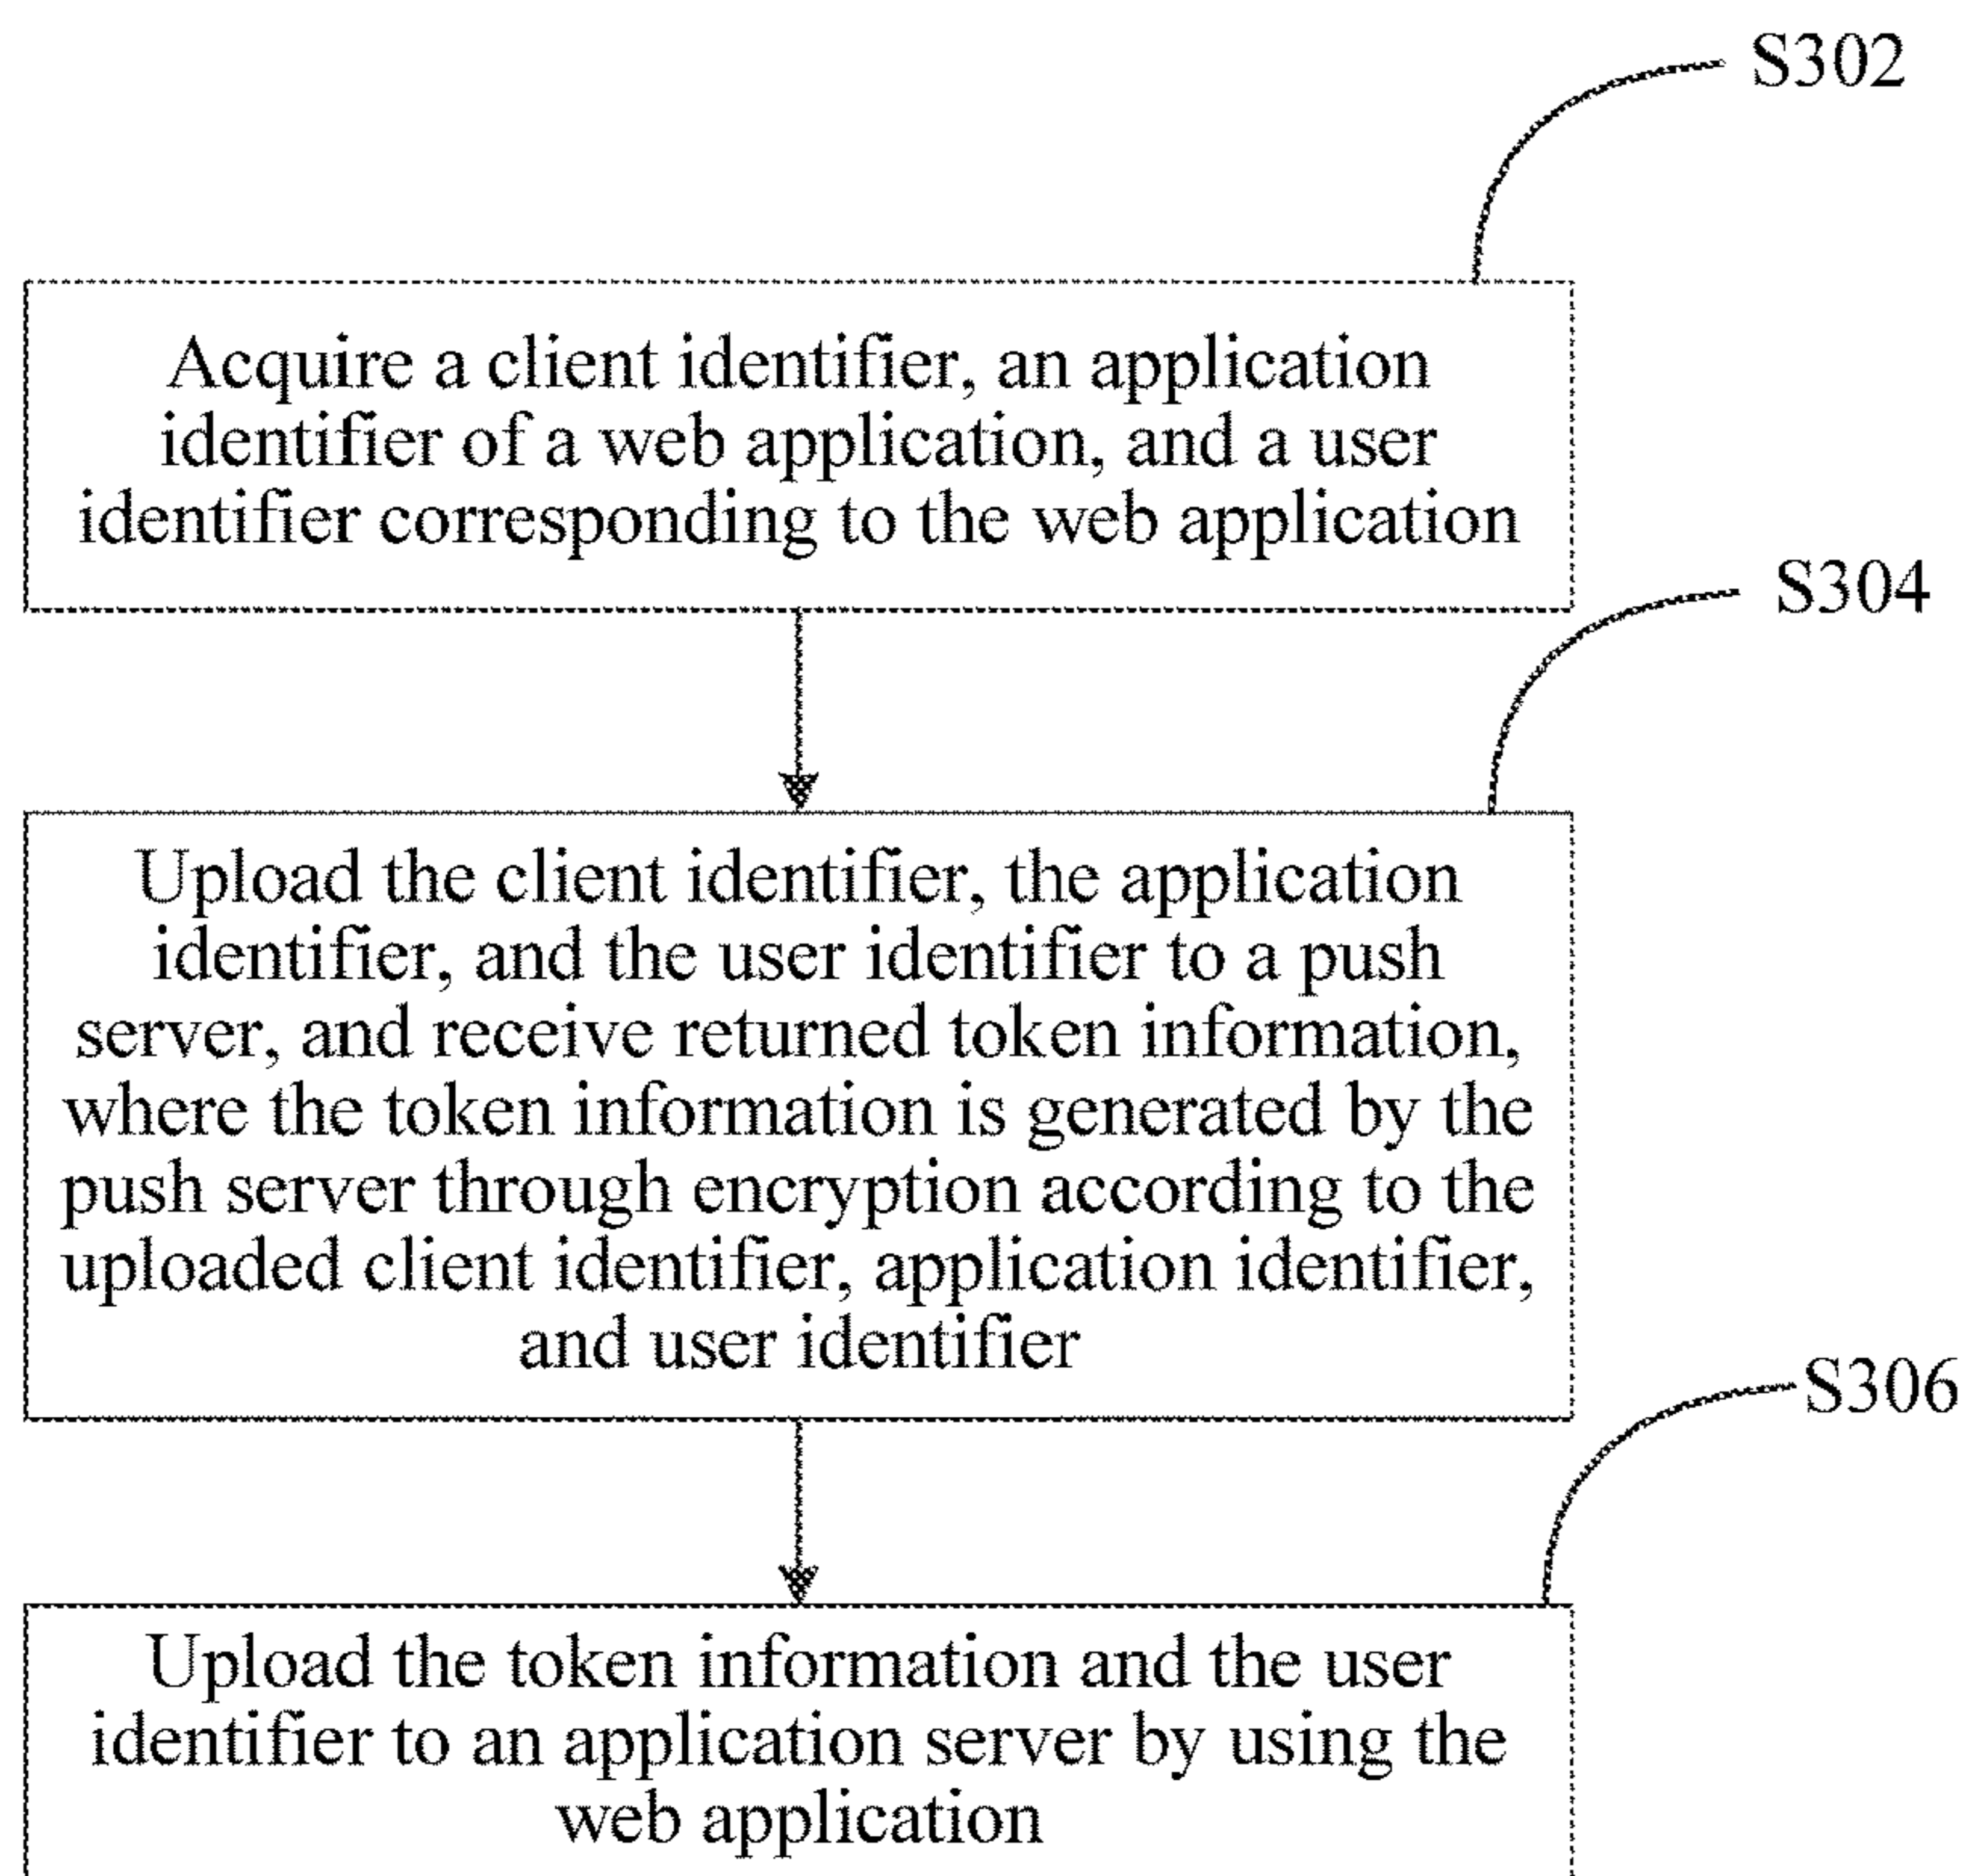 S302
Acquire a client identifier, an application
identifier of a web application, and a user
identifier corresponding to the web application
S304
Upload the client identifier, the application
identifier, and the user identifier to a push
server, and receive returned token information,
where the token information is generated by the
push server through encryption according to the
uploaded client identifier, application identifier,
and user identifier
S306
Upload the token information and the user
identifier to an application server by using the
web application